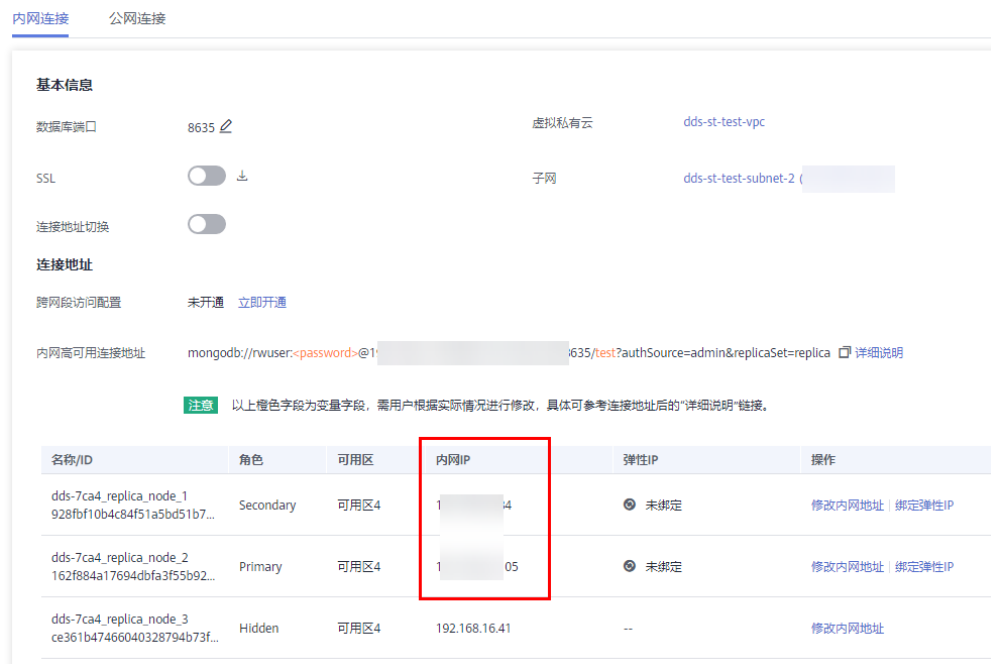 内网连接 公网连接
基本信息
数据库端口 8635 虚拟私有云 dds-st-test-vpc
SSL 子网 dds-st-test-subnet-2 (
连接地址切换
连接地址
跨网段访问配置 未开通 立即开通
内网高可用连接地址 mongodb://rwuser:<password>@1 635/test?authSource=admin&replicaSet=replica 详细说明
注意 以上橙色字段为变量字段，需用户根据实际情况进行修改，具体可参考连接地址后的“详细说明”链接。
名称/ID 角色 可用区 内网IP 弹性IP 操作
dds-7ca4_replica_node_1
928fbf10b4c84f51a5bd51b7... Secondary 可用区4 未绑定 修改内网地址 绑定弹性IP
dds-7ca4_replica_node_2
162f884a17694dbfa3f55b92... Primary 可用区4 1 05 未绑定 修改内网地址 绑定弹性IP
dds-7ca4_replica_node_3
ce361b47466040328794b73f... Hidden 可用区4 192.168.16.41 -- 修改内网地址